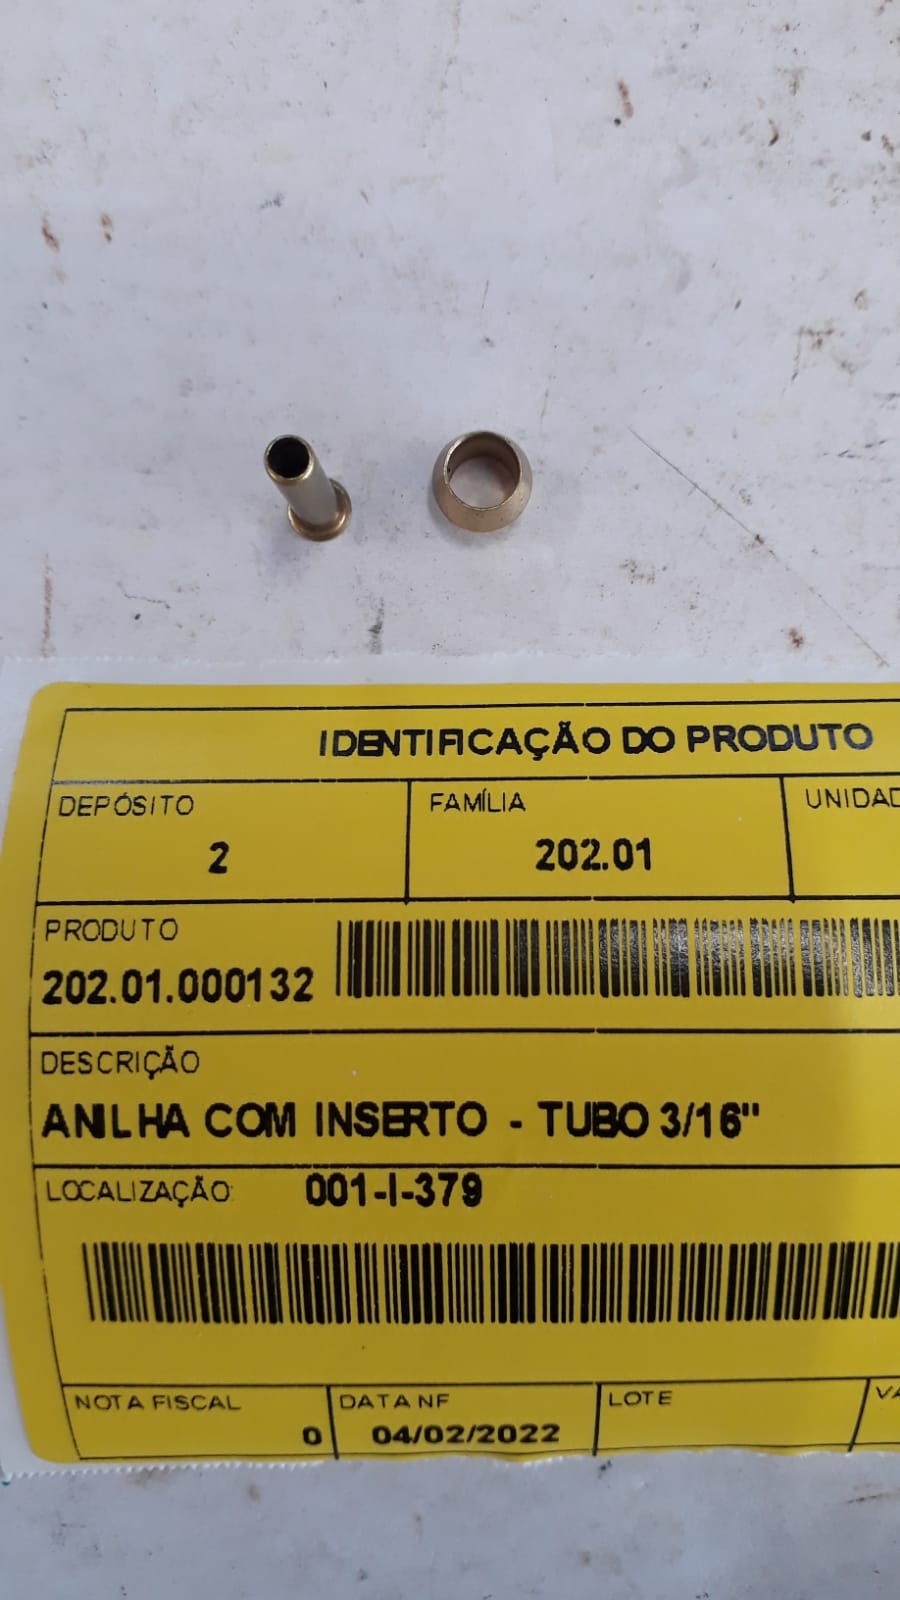 IDENTIFICAÇÃO DO PRODUTO
DEPÓSITO FAMÍLIA
2 202.01
PRODUTO
202.01.000132
DESCRIÇÃO
ANILHA COM INSERTO - TUBO 3/16"
LOCALIZAÇÃO: 001-I-379
NOTA FISCAL DATA NF LOTE
0 04/02/2022